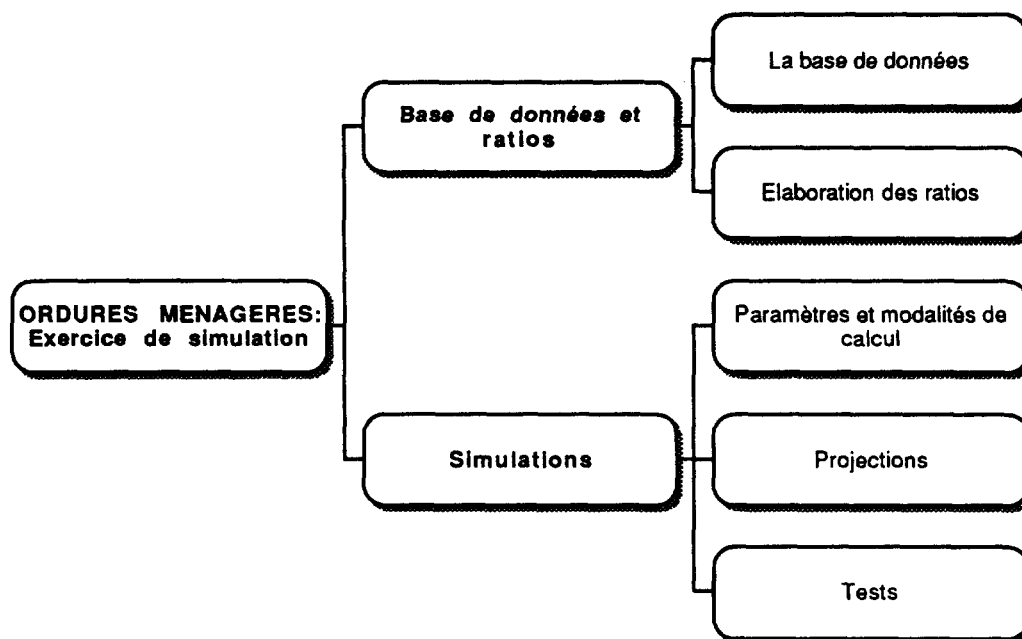 La base de données
Base de données et
ratios
Elaboration des ratios
ORDURES MENAGERES:
Exercice de simulation
Paramètres et modalités de
calcul
Simulations
Projections
Tests